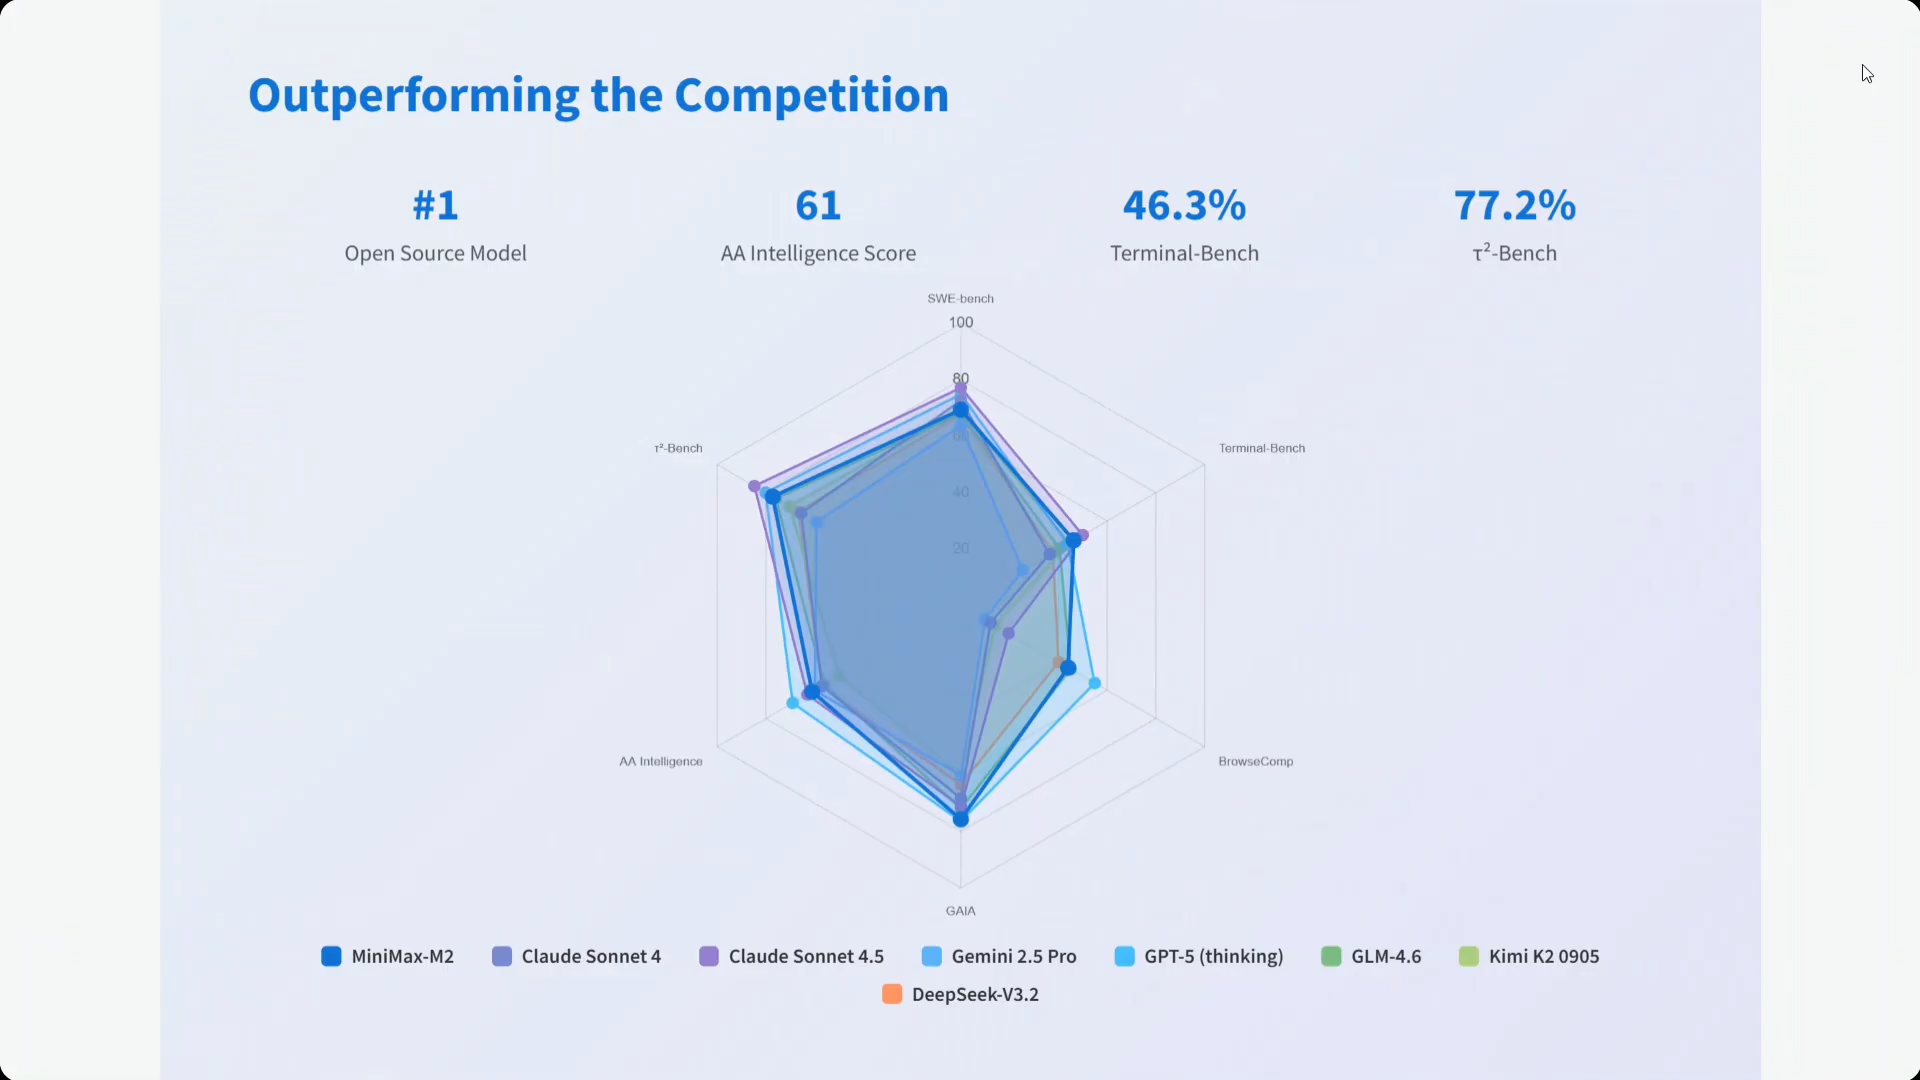 Outperforming the Competition
#1
Open Source Model
61
AA Intelligence Score
46.3%
Terminal-Bench
77.2%
τ²-Bench
SWE-bench
100
80
60
40
20
τ²-Bench
Terminal-Bench
AA Intelligence
BrowseComp
GAIA
MiniMax-M2
Claude Sonnet 4
Claude Sonnet 4.5
Gemini 2.5 Pro
GPT-5 (thinking)
GLM-4.6
Kimi K2 0905
DeepSeek-V3.2